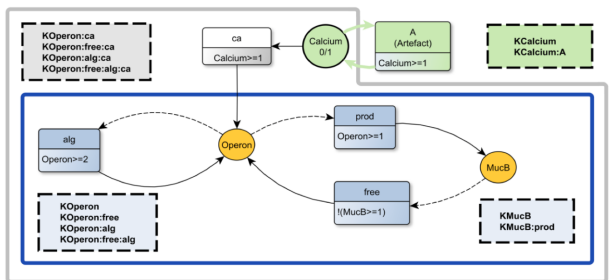 KOperon:ca
KOperon:free:ca
KOperon:alg:ca
KOperon:free:alg:ca
ca
Calcium>=1
Calcium
0/1
A
(Artefact)
Calcium>=1
KCalcium
KCalcium:A
alg
Operon>=2
Operon
prod
Operon>=1
MucB
free
!(MucB>=1)
KOperon
KOperon:free
KOperon:alg
KOperon:free:alg
KMucB
KMucB:prod